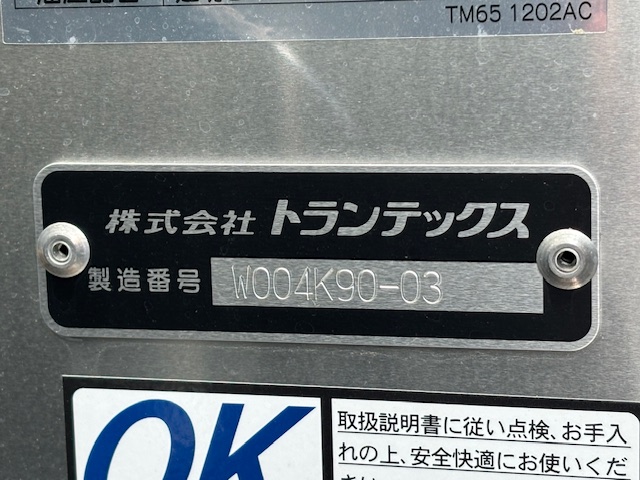 TM65 1202AC
株式会社 トランテックス
製造番号 W004K90-03
OK
取扱説明書に従い点検、お手入
れの上、安全快適にお使いくだ